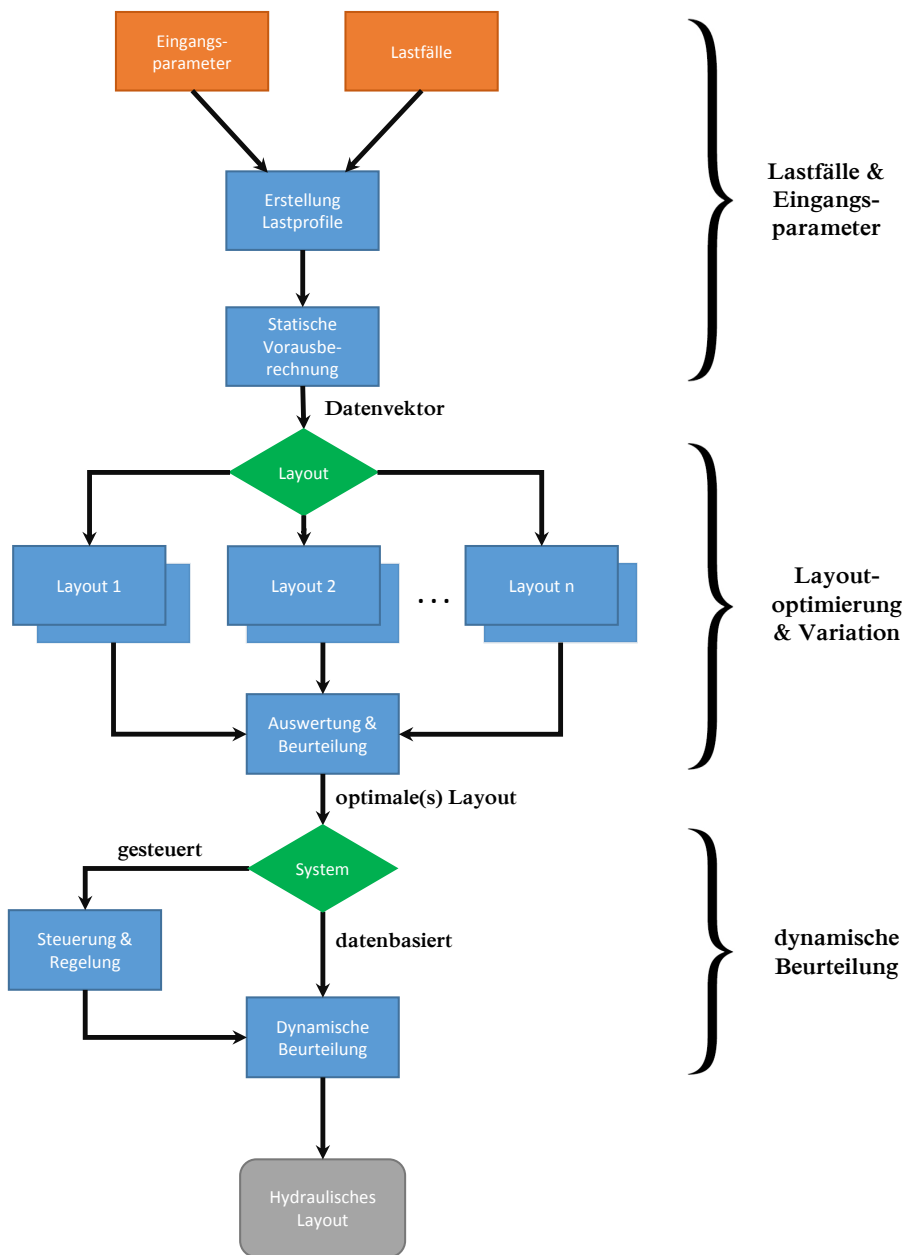 Eingangs-
parameter
Lastfälle
Erstellung
Lastprofile
Lastfälle &
Eingangs-
parameter
Statische
Vorausbe-
rechnung
Datenvektor
Layout
Layout 1
Layout 2
...
Layout n
Layout-
optimierung
& Variation
Auswertung &
Beurteilung
optimale(s) Layout
gesteuert
System
Steuerung &
Regelung
datenbasiert
dynamische
Beurteilung
Dynamische
Beurteilung
Hydraulisches
Layout